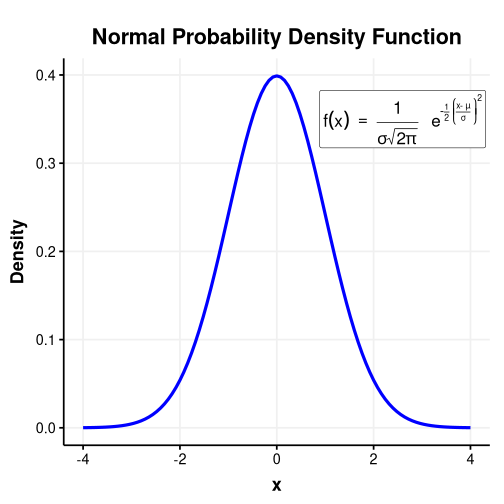 Normal Probability Density Function
f(x) = 1/(σ√2π) e^(-1/2((x-μ)/σ)^2)
Density
0.4
0.3
0.2
0.1
0.0
-4 -2 0 2 4
x